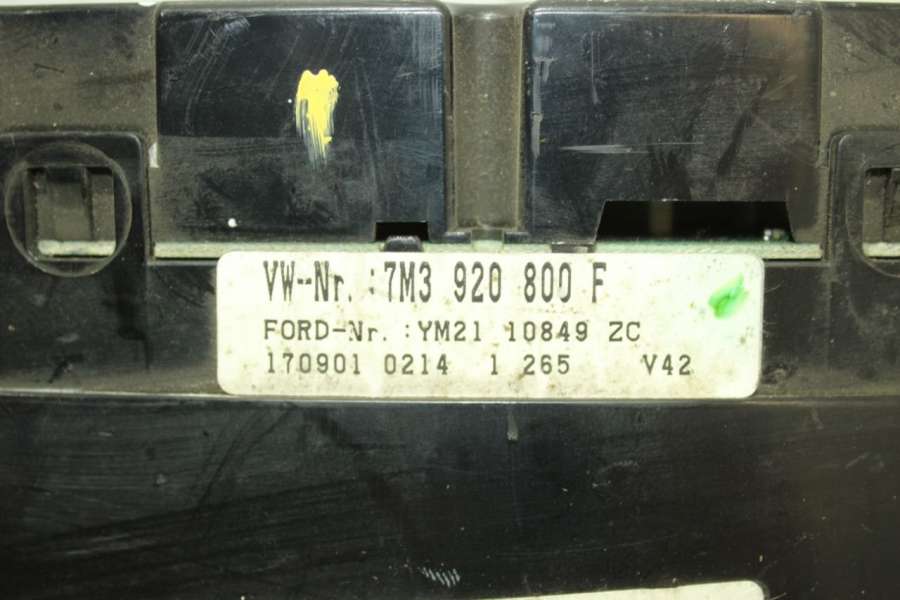 VW-Nr. :7M3 920 800 F
FORD-Nr. :YM21 10849 ZC
170901 0214 1 265 V42